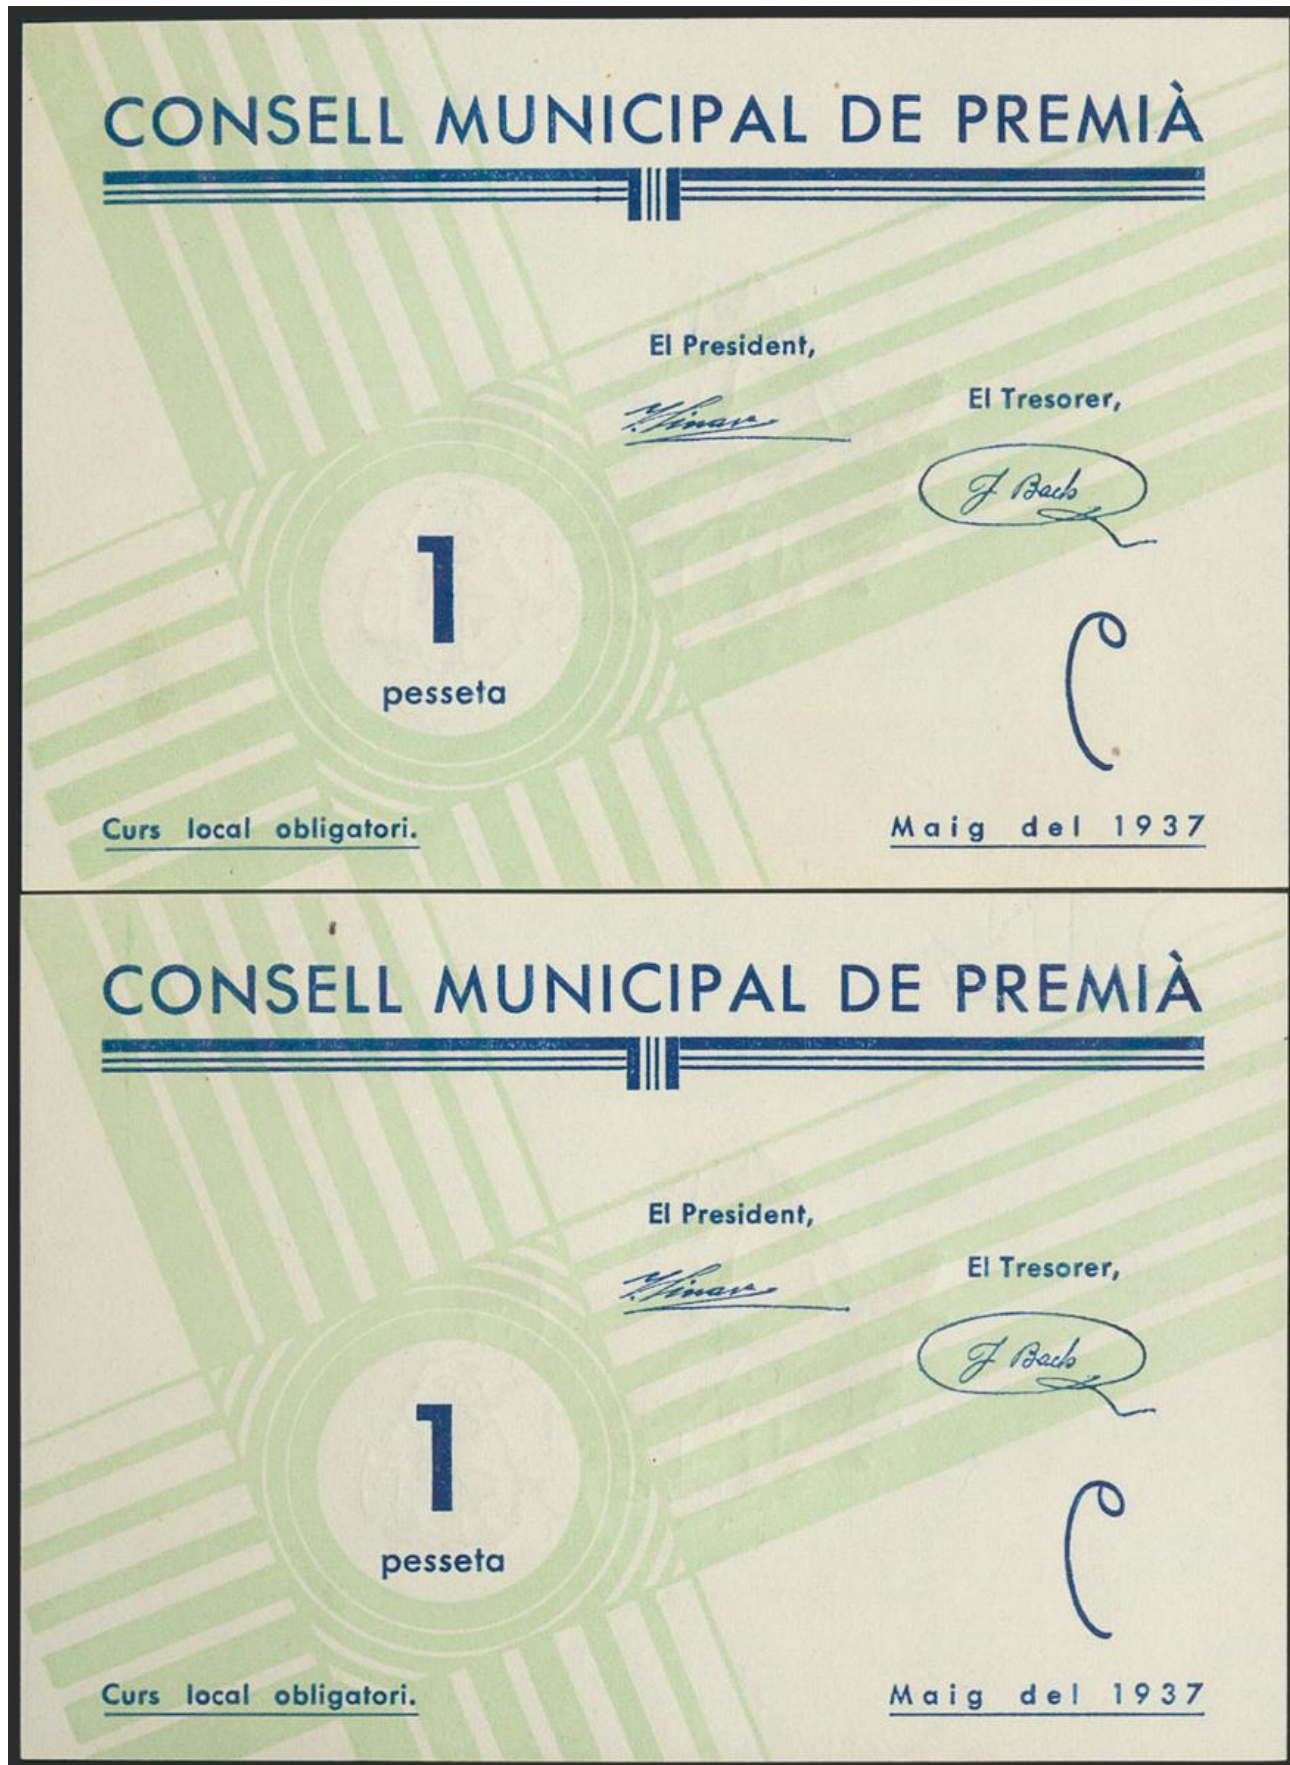 CONSELL MUNICIPAL DE PREMIÀ
El President,
El Tresorer,
J Bach
1
pesseta
C
Curs local obligatori.
Maig del 1937
CONSELL MUNICIPAL DE PREMIÀ
El President,
El Tresorer,
J Bach
1
pesseta
C
Curs local obligatori.
Maig del 1937